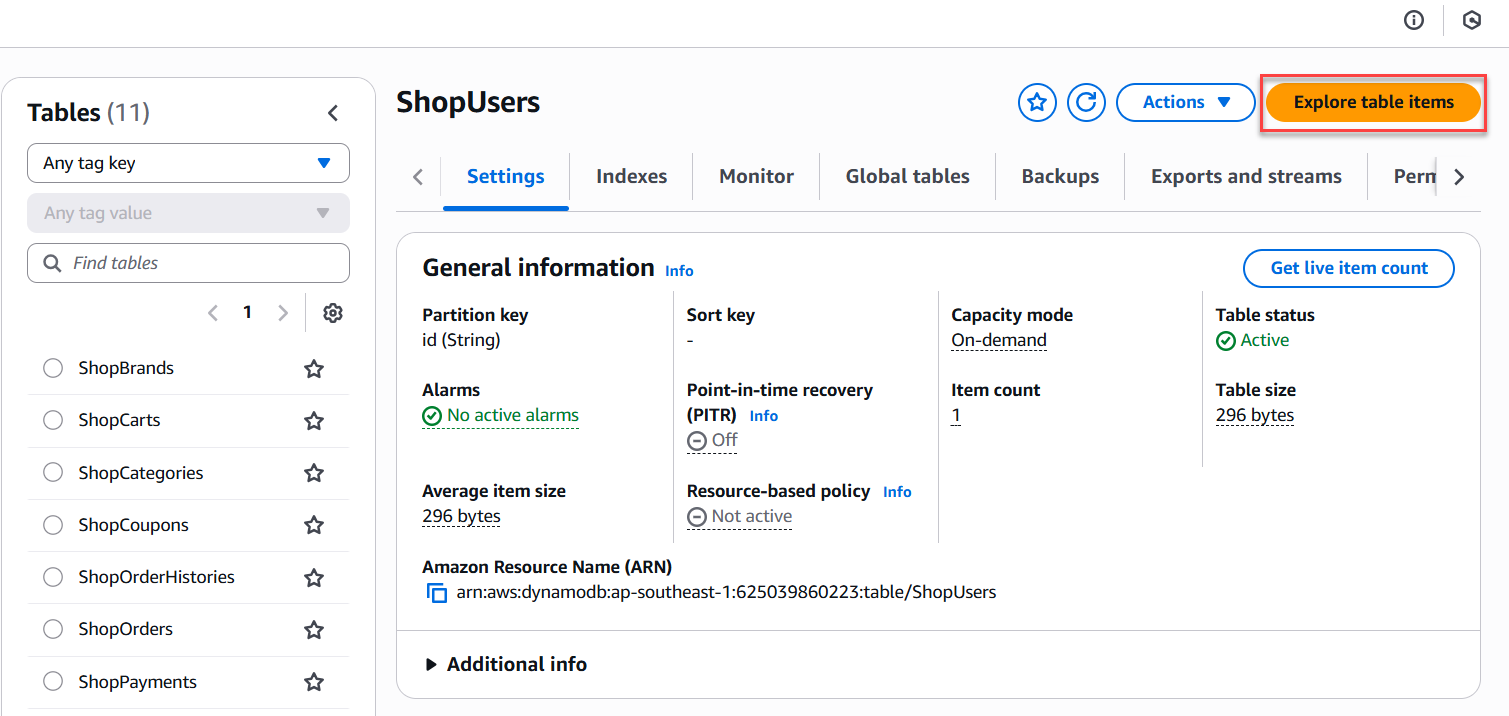 Tables (11)
Any tag key
Any tag value
Find tables
1
ShopBrands
ShopCarts
ShopCategories
ShopCoupons
ShopOrderHistories
ShopOrders
ShopPayments
ShopUsers
Actions
Explore table items
Settings
Indexes
Monitor
Global tables
Backups
Exports and streams
Perm
General information Info
Get live item count
Partition key
id (String)
Sort key
-
Capacity mode
On-demand
Table status
Active
Alarms
No active alarms
Point-in-time recovery
(PITR) Info
Off
Item count
1
Table size
296 bytes
Average item size
296 bytes
Resource-based policy Info
Not active
Amazon Resource Name (ARN)
arn:aws:dynamodb:ap-southeast-1:625039860223:table/ShopUsers
Additional info